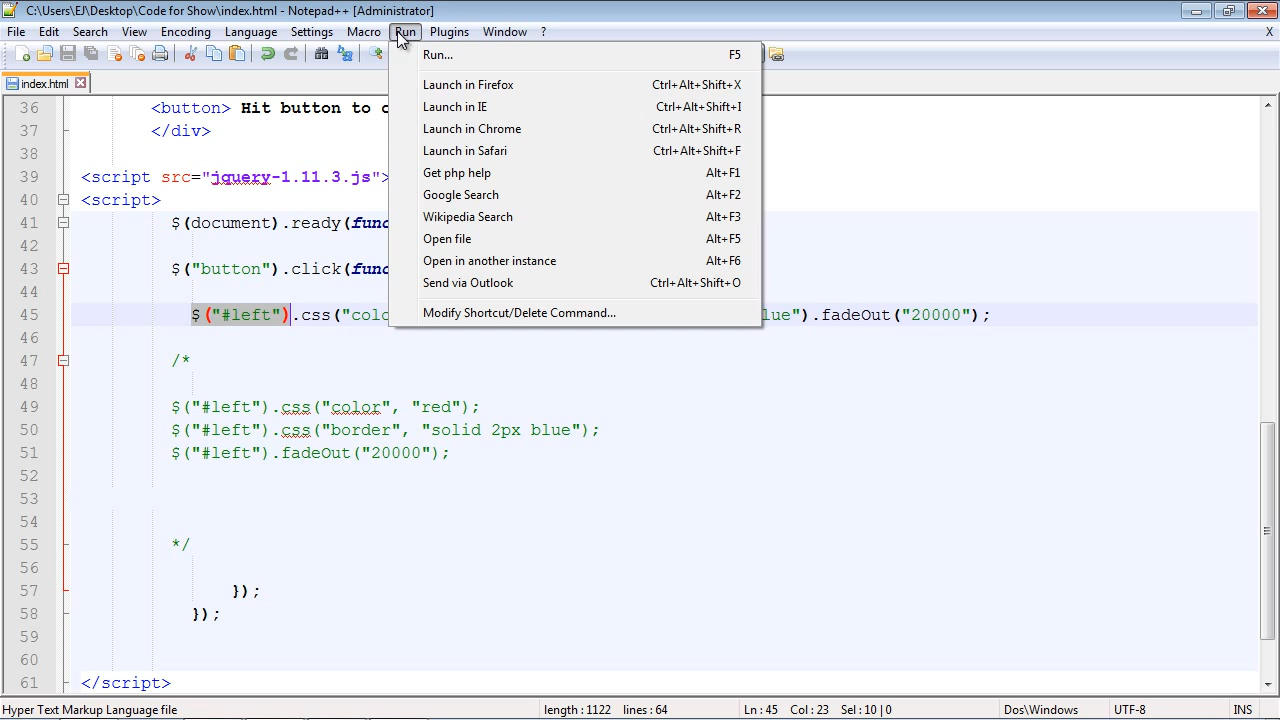 C:\Users\EJ\Desktop\Code for Show\index.html - Notepad++ [Administrator]
File Edit Search View Encoding Language Settings Macro Run Plugins Window ? X
index.html
Run... F5
Launch in Firefox Ctrl+Alt+Shift+X
Launch in IE Ctrl+Alt+Shift+I
Launch in Chrome Ctrl+Alt+Shift+R
Launch in Safari Ctrl+Alt+Shift+F
Get php help Alt+F1
Google Search Alt+F2
Wikipedia Search Alt+F3
Open file Alt+F5
Open in another instance Alt+F6
Send via Outlook Ctrl+Alt+Shift+O
Modify Shortcut/Delete Command...
36 <button> Hit button to c
37 </div>
38
39 <script src="jquery-1.11.3.js">
40 <script>
41 $(document).ready(func
42
43 $("button").click(func
44
45 $("#left").css("colo lue").fadeOut("20000");
46
47 /*
48
49 $("#left").css("color", "red");
50 $("#left").css("border", "solid 2px blue");
51 $("#left").fadeOut("20000");
52
53
54
55 */
56
57 });
58 });
59
60
61 </script>
Hyper Text Markup Language file length : 1122 lines : 64 Ln : 45 Col : 23 Sel : 10 | 0 Dos\Windows UTF-8 INS